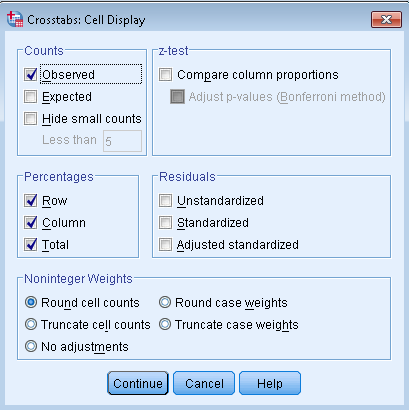 Crosstabs: Cell Display
Counts
Observed
Expected
Hide small counts
Less than 5
z-test
Compare column proportions
Adjust p-values (Bonferroni method)
Percentages
Row
Column
Total
Residuals
Unstandardized
Standardized
Adjusted standardized
Noninteger Weights
Round cell counts Round case weights
Truncate cell counts Truncate case weights
No adjustments
Continue Cancel Help